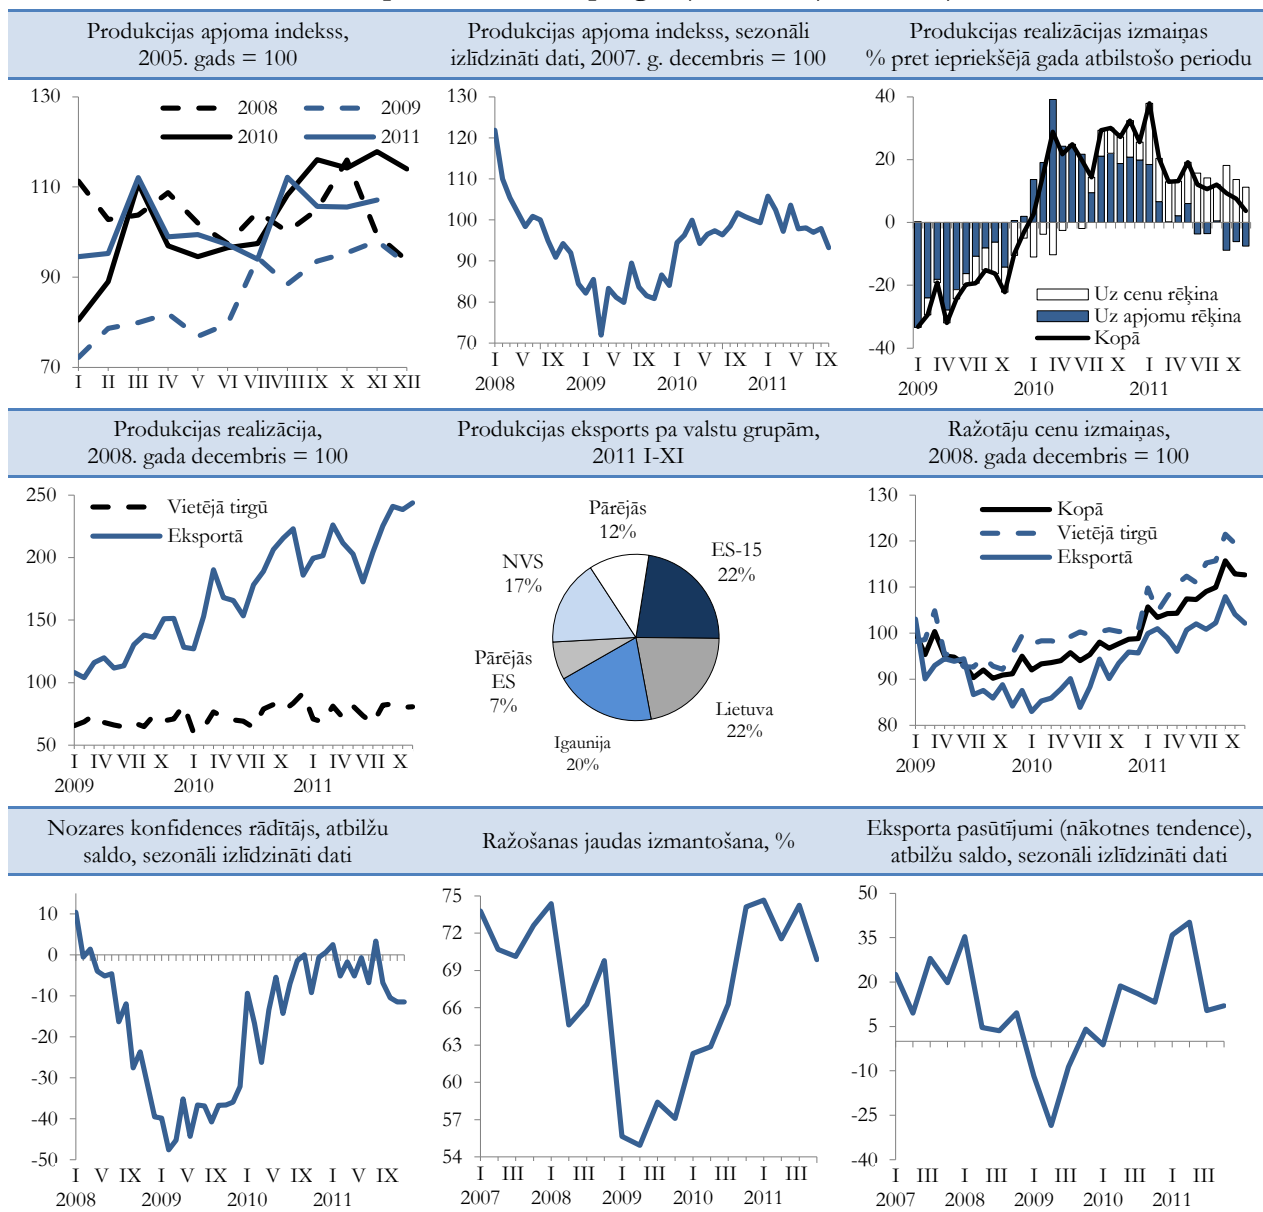 Produkcijas apjoma indekss,
2005. gads = 100
Produkcijas apjoma indekss, sezonāli
izlīdzināti dati, 2007. g. decembris = 100
Produkcijas realizācijas izmaiņas
% pret iepriekšējā gada atbilstošo periodu
130
110
90
70
2008
2009
2010
2011
I II III IV V VI VII VIII IX X XI XII
130
120
110
100
90
80
70
I V IX I V IX I V IX I V IX
2008 2009 2010 2011
40
20
0
-20
-40
Uz cenu rēķina
Uz apjomu rēķina
Kopā
I IV VII X I IV VII X I IV VII X
2009 2010 2011
Produkcijas realizācija,
2008. gada decembris = 100
Produkcijas eksports pa valstu grupām,
2011 I-XI
Ražotāju cenu izmaiņas,
2008. gada decembris = 100
250
200
150
100
50
Vietējā tirgū
Eksportā
I IV VII X I IV VII X I IV VII X
2009 2010 2011
Pārējās
12%
ES-15
22%
NVS
17%
Pārējās
ES
7%
Igaunija
20%
Lietuva
22%
130
120
110
100
90
80
Kopā
Vietējā tirgū
Eksportā
I IV VII X I IV VII X I IV VII X
2009 2010 2011
Nozares konfidences rādītājs, atbilžu
saldo, sezonāli izlīdzināti dati
Ražošanas jaudas izmantošana, %
Eksporta pasūtījumi (nākotnes tendence),
atbilžu saldo, sezonāli izlīdzināti dati
10
0
-10
-20
-30
-40
-50
I V IX I V IX I V IX I V IX
2008 2009 2010 2011
75
72
69
66
63
60
57
54
I III I III I III I III I III
2007 2008 2009 2010 2011
50
35
20
5
-10
-25
-40
I III I III I III I III I III
2007 2008 2009 2010 2011